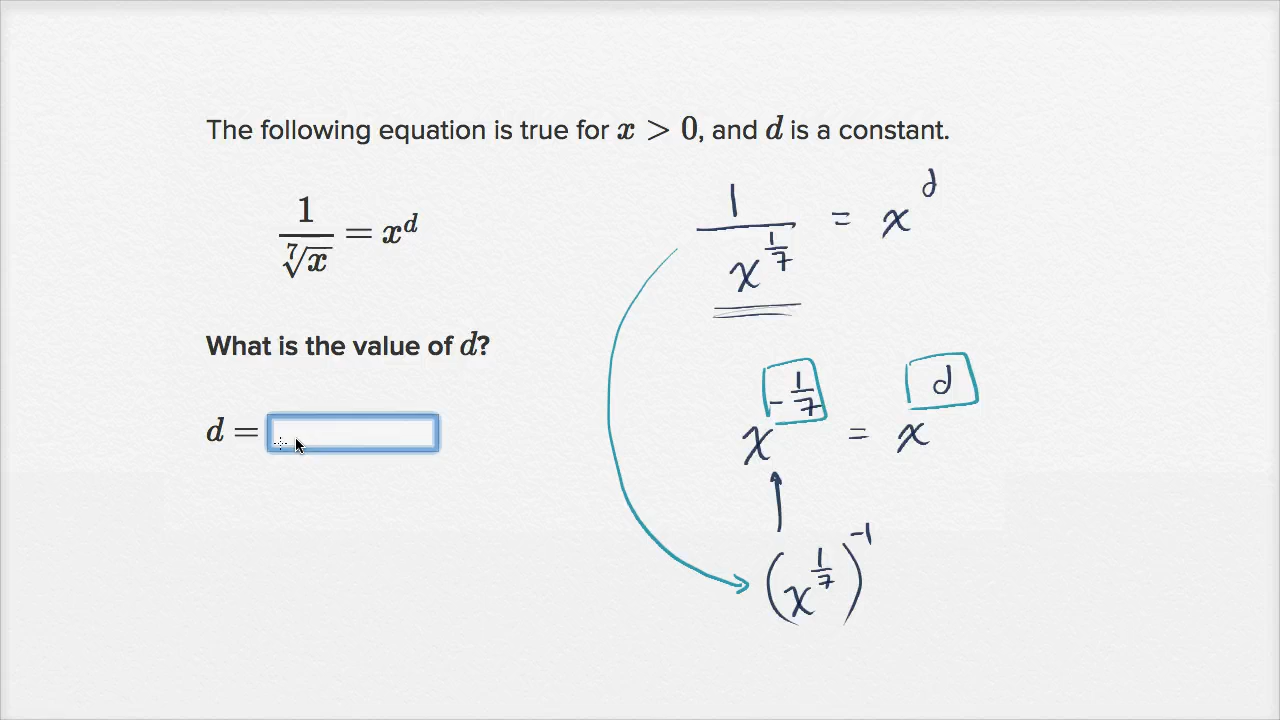 The following equation is true for x > 0, and d is a constant.
1/⁷√x = x^d
What is the value of d?
d =
1/x^(1/7) = x^d
x^(-1/7) = x^d
(x^(1/7))^(-1)